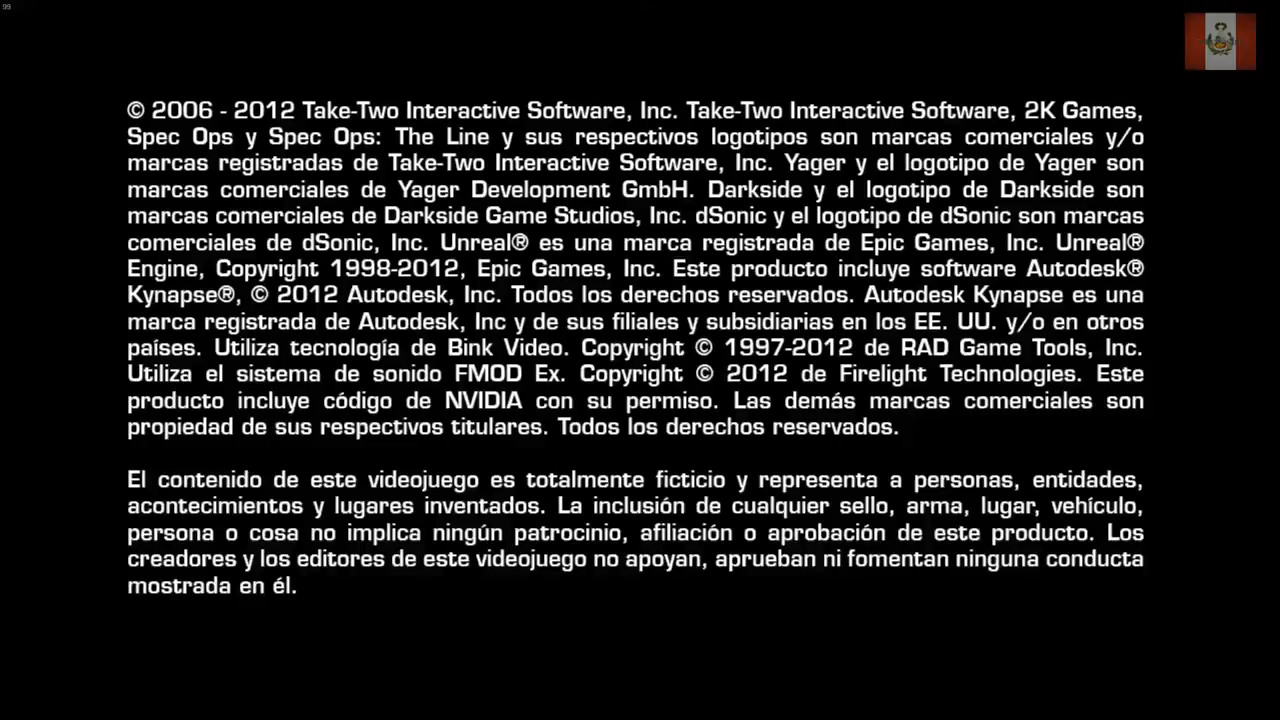 99
© 2006 - 2012 Take-Two Interactive Software, Inc. Take-Two Interactive Software, 2K Games,
Spec Ops y Spec Ops: The Line y sus respectivos logotipos son marcas comerciales y/o
marcas registradas de Take-Two Interactive Software, Inc. Yager y el logotipo de Yager son
marcas comerciales de Yager Development GmbH. Darkside y el logotipo de Darkside son
marcas comerciales de Darkside Game Studios, Inc. dSonic y el logotipo de dSonic son marcas
comerciales de dSonic, Inc. Unreal® es una marca registrada de Epic Games, Inc. Unreal®
Engine, Copyright 1998-2012, Epic Games, Inc. Este producto incluye software Autodesk®
Kynapse®, © 2012 Autodesk, Inc. Todos los derechos reservados. Autodesk Kynapse es una
marca registrada de Autodesk, Inc y de sus filiales y subsidiarias en los EE. UU. y/o en otros
países. Utiliza tecnología de Bink Video. Copyright © 1997-2012 de RAD Game Tools, Inc.
Utiliza el sistema de sonido FMOD Ex. Copyright © 2012 de Firelight Technologies. Este
producto incluye código de NVIDIA con su permiso. Las demás marcas comerciales son
propiedad de sus respectivos titulares. Todos los derechos reservados.
El contenido de este videojuego es totalmente ficticio y representa a personas, entidades,
acontecimientos y lugares inventados. La inclusión de cualquier sello, arma, lugar, vehículo,
persona o cosa no implica ningún patrocinio, afiliación o aprobación de este producto. Los
creadores y los editores de este videojuego no apoyan, aprueban ni fomentan ninguna conducta
mostrada en él.